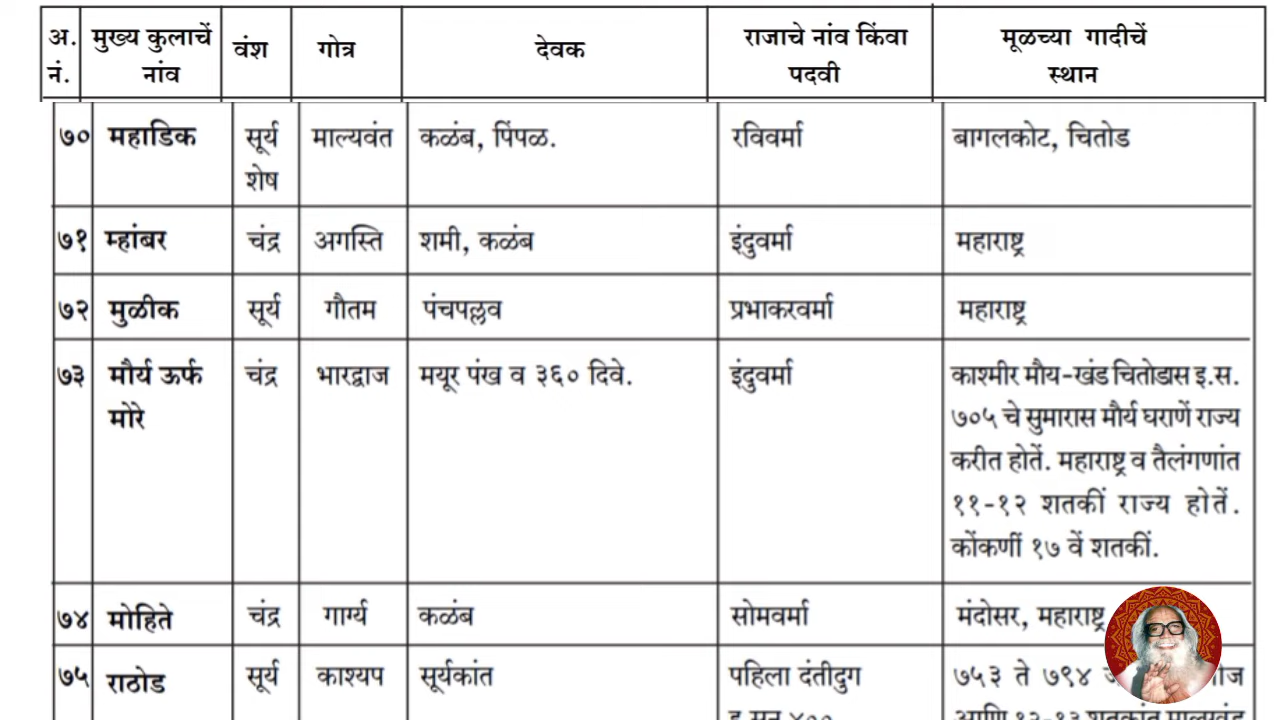 अ. नं. मुख्य कुलाचें नांव वंश गोत्र देवक राजाचे नांव किंवा पदवी मूळच्या गादीचें स्थान
७० महाडिक सूर्य शेष माल्यवंत कळंब, पिंपळ. रविवर्मा बागलकोट, चितोड
७१ म्हांबर चंद्र अगस्ति शमी, कळंब इंदुवर्मा महाराष्ट्र
७२ मुळीक सूर्य गौतम पंचपल्लव प्रभाकरवर्मा महाराष्ट्र
७३ मौर्य ऊर्फ मोरे चंद्र भारद्वाज मयूर पंख व ३६० दिवे. इंदुवर्मा काश्मीर मौय-खंड चितोडास इ.स.
७०५ चे सुमारास मौर्य घराणें राज्य
करीत होतें. महाराष्ट्र व तैलंगणांत
११-१२ शतकीं राज्य होतें.
कोंकणीं १७ वें शतकीं.
७४ मोहिते चंद्र गार्ग्य कळंब सोमवर्मा मंदोसर, महाराष्ट्र
७५ राठोड सूर्य काश्यप सूर्यकांत पहिला दंतीदुग ७५३ ते ७९४